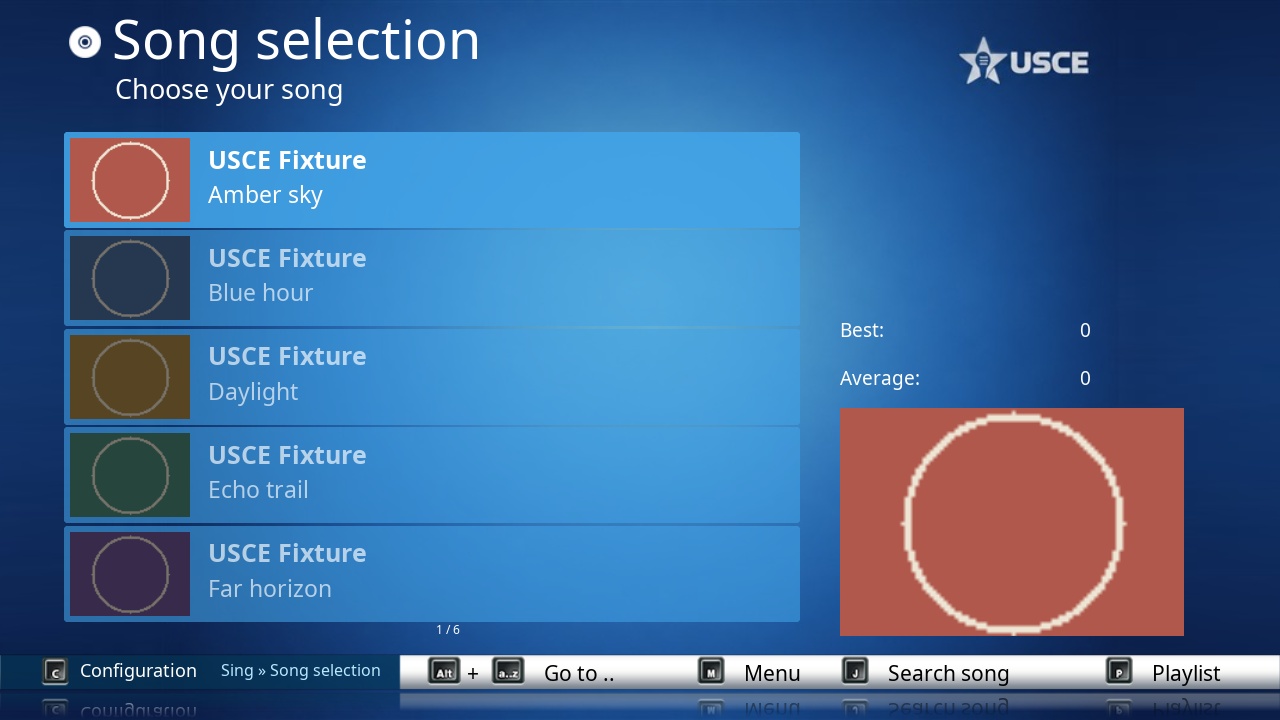 Song selection
Choose your song
USCE
USCE Fixture
Amber sky
USCE Fixture
Blue hour
USCE Fixture
Daylight
USCE Fixture
Echo trail
USCE Fixture
Far horizon
1 / 6
Best: 0
Average: 0
C Configuration Sing » Song selection Alt + a..z Go to .. M Menu J Search song P Playlist